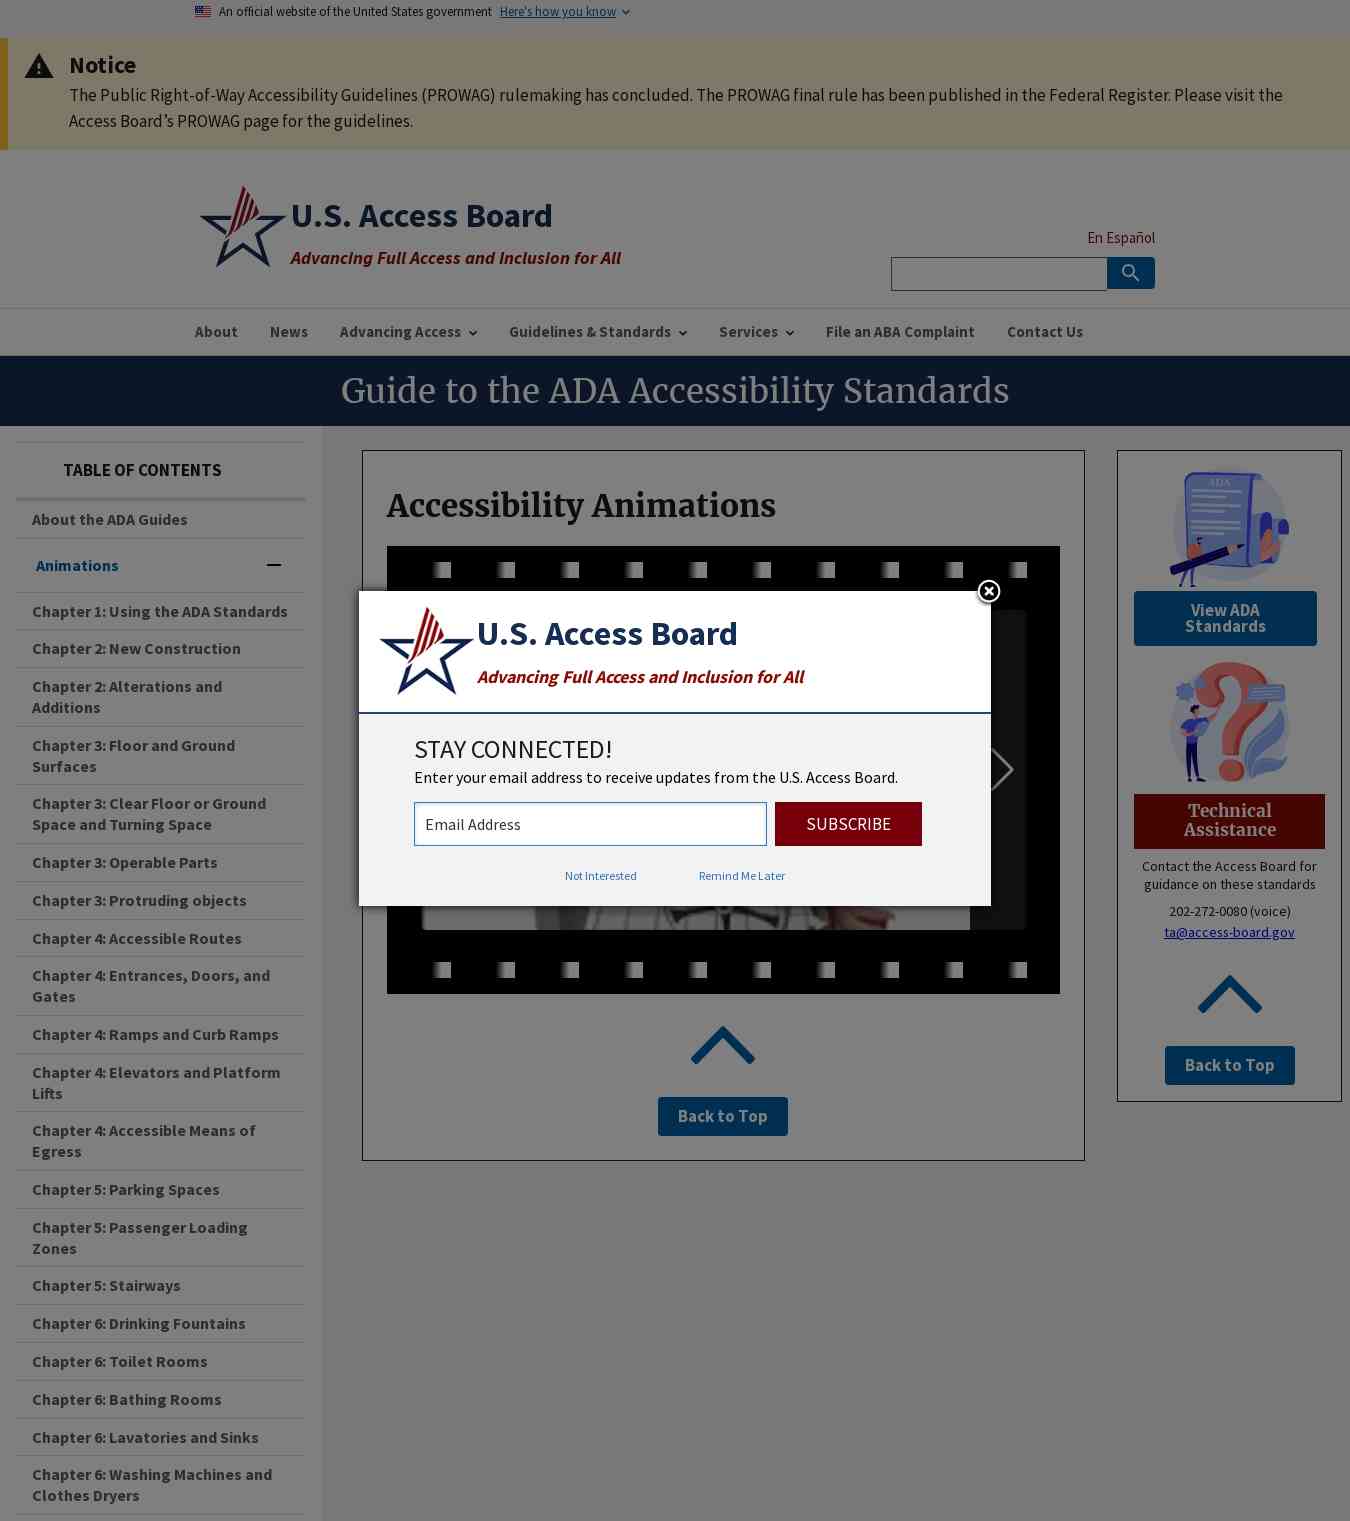 An official website of the United States government Here's how you know
Notice
The Public Right-of-Way Accessibility Guidelines (PROWAG) rulemaking has concluded. The PROWAG final rule has been published in the Federal Register. Please visit the
Access Board's PROWAG page for the guidelines.
U.S. Access Board
Advancing Full Access and Inclusion for All
En Español
About News Advancing Access Guidelines & Standards Services File an ABA Complaint Contact Us
Guide to the ADA Accessibility Standards
TABLE OF CONTENTS
About the ADA Guides
Animations
Chapter 1: Using the ADA Standards
Chapter 2: New Construction
Chapter 2: Alterations and
Additions
Chapter 3: Floor and Ground
Surfaces
Chapter 3: Clear Floor or Ground
Space and Turning Space
Chapter 3: Operable Parts
Chapter 3: Protruding objects
Chapter 4: Accessible Routes
Chapter 4: Entrances, Doors, and
Gates
Chapter 4: Ramps and Curb Ramps
Chapter 4: Elevators and Platform
Lifts
Chapter 4: Accessible Means of
Egress
Chapter 5: Parking Spaces
Chapter 5: Passenger Loading
Zones
Chapter 5: Stairways
Chapter 6: Drinking Fountains
Chapter 6: Toilet Rooms
Chapter 6: Bathing Rooms
Chapter 6: Lavatories and Sinks
Chapter 6: Washing Machines and
Clothes Dryers
Accessibility Animations
U.S. Access Board
Advancing Full Access and Inclusion for All
STAY CONNECTED!
Enter your email address to receive updates from the U.S. Access Board.
Email Address SUBSCRIBE
Not Interested Remind Me Later
Back to Top
ADA
View ADA
Standards
Technical
Assistance
Contact the Access Board for
guidance on these standards
202-272-0080 (voice)
ta@access-board.gov
Back to Top